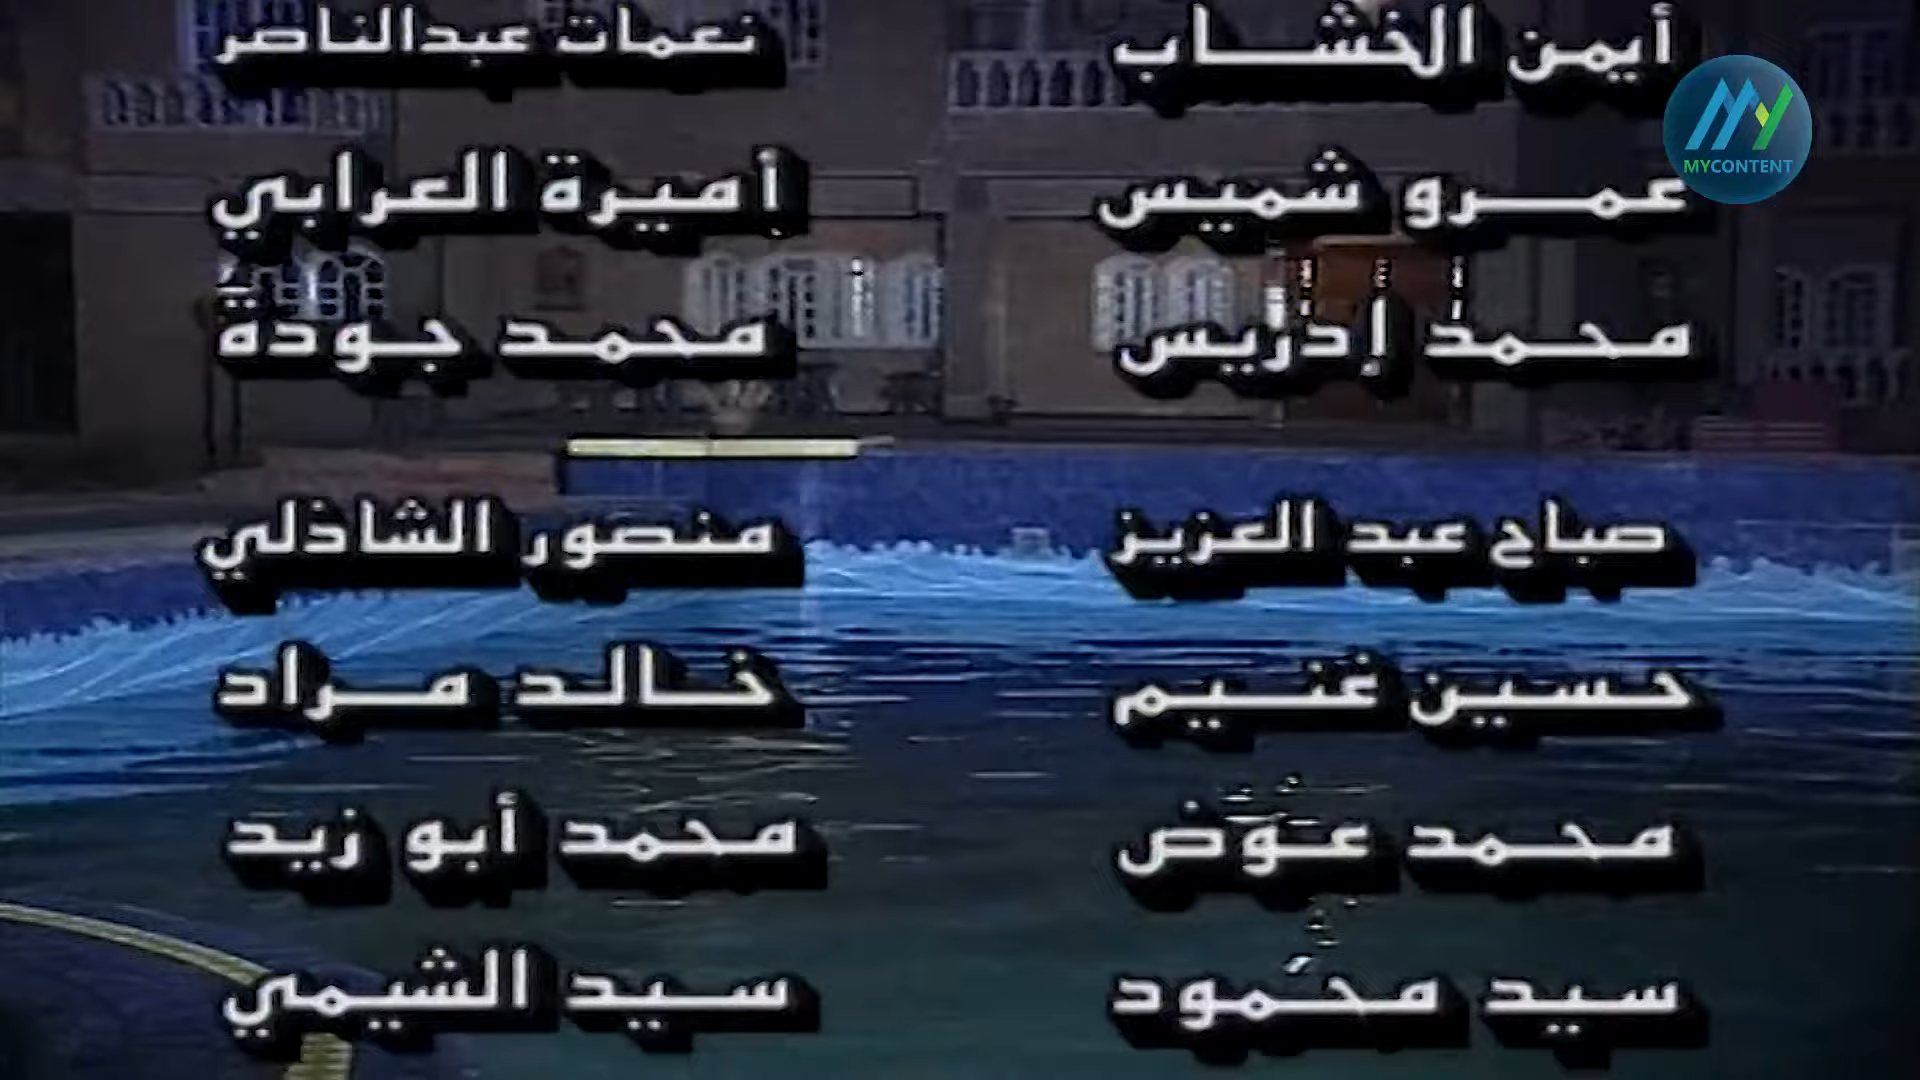 أيمن الخشاب
نعمات عبدالناصر
MYCONTENT
عمرو شميس
أميرة العرابي
محمد إدريس
محمد جودة
صباح عبد العزيز
منصور الشاذلي
حسين غنيم
خالد مراد
محمد عوض
محمد أبو زيد
سيد محمود
سيد الشيمي